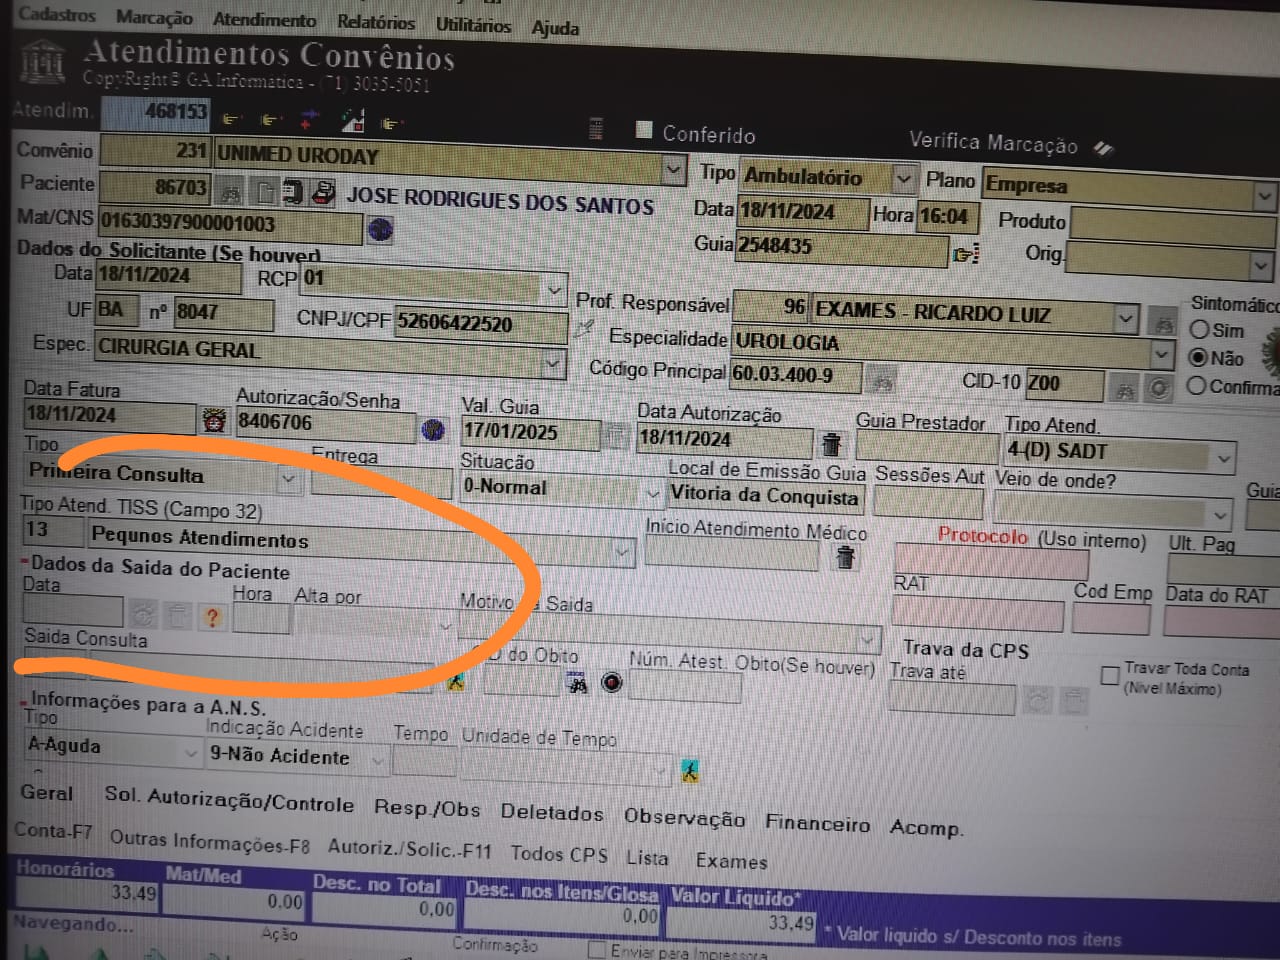 Cadastros Marcação Atendimento Relatórios Utilitários Ajuda
Atendimentos Convênios
CopyRight© GA Informática - (71) 3035-5051
Atendim. 468153 Conferido Verifica Marcação
Convênio 231 UNIMED URODAY Tipo Ambulatório Plano Empresa
Paciente 86703 JOSE RODRIGUES DOS SANTOS Data 18/11/2024 Hora 16:04 Produto
Mat/CNS 01630397900001003 Guia 2548435 Orig.
Dados do Solicitante (Se houver)
Data 18/11/2024 RCP 01 Prof. Responsável 96 EXAMES - RICARDO LUIZ Sintomático
UF BA nº 8047 CNPJ/CPF 52606422520 Especialidade UROLOGIA Sim
Espec. CIRURGIA GERAL Código Principal 60.03.400-9 CID-10 Z00 Não
Confirma
Data Fatura Autorização/Senha Val. Guia Data Autorização Guia Prestador Tipo Atend.
18/11/2024 8406706 17/01/2025 18/11/2024 4-(D) SADT
Tipo Entrega Situação Local de Emissão Guia Sessões Aut Veio de onde? Guia
Primeira Consulta 0-Normal Vitoria da Conquista
Tipo Atend. TISS (Campo 32) Início Atendimento Médico Protocolo (Uso interno) Ult. Pag
13 Pequnos Atendimentos
Dados da Saida do Paciente RAT Cod Emp Data do RAT
Data Hora Alta por Motivo Saida
Saida Consulta do Obito Núm. Atest. Obito(Se houver) Trava da CPS
Trava até Travar Toda Conta
(Nivel Máximo)
Informações para a A.N.S.
Tipo Indicação Acidente Tempo Unidade de Tempo
A-Aguda 9-Não Acidente
Geral Sol. Autorização/Controle Resp./Obs Deletados Observação Financeiro Acomp.
Conta-F7 Outras Informações-F8 Autoriz./Solic.-F11 Todos CPS Lista Exames
Honorários Mat/Med Desc. no Total Desc. nos Itens/Glosa Valor Líquido*
33,49 0,00 0,00 0,00 33,49 * Valor líquido s/ Desconto nos itens
Navegando... Ação Confirmação Enviar para Impressora